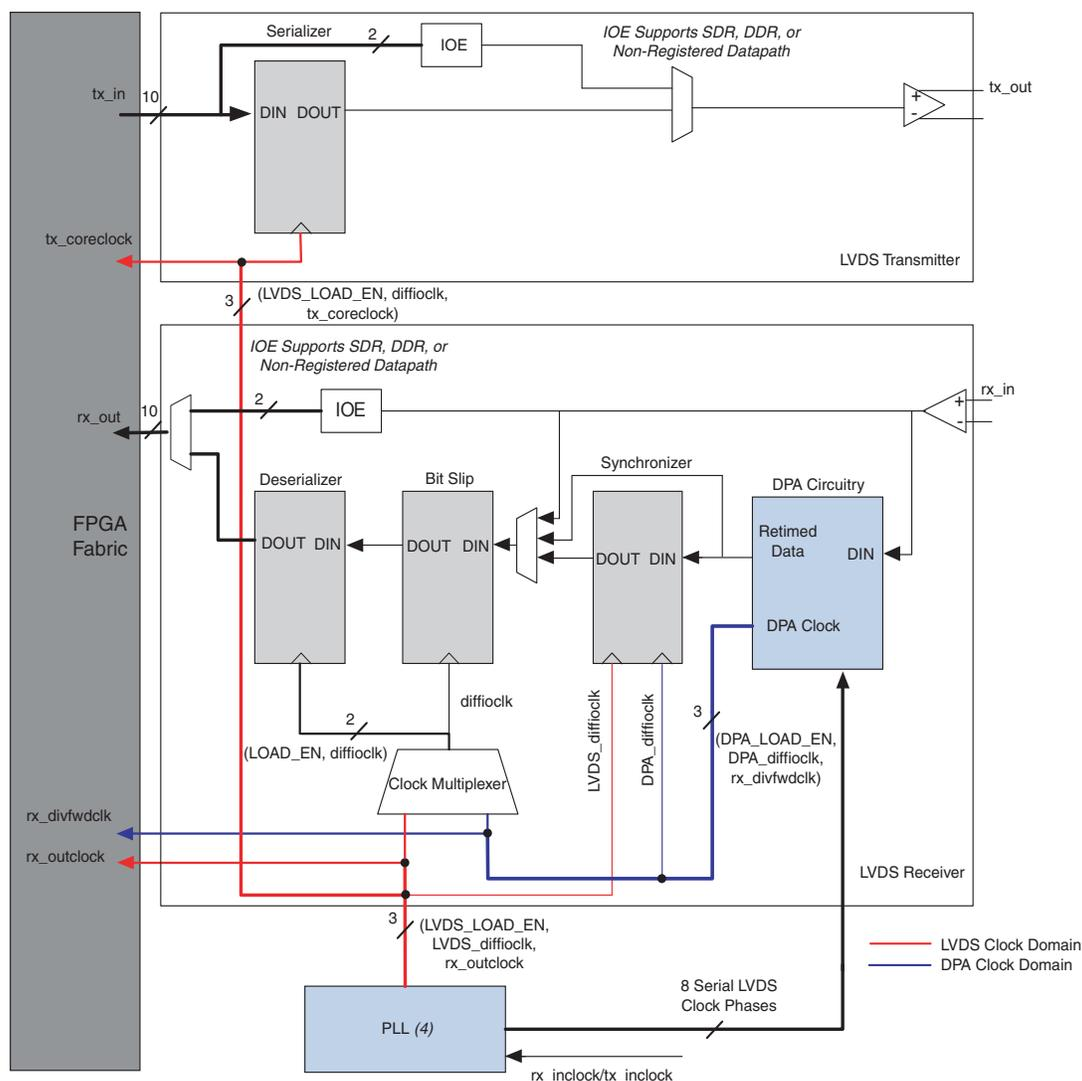 Serializer
2
IOE
IOE Supports SDR, DDR, or
Non-Registered Datapath
tx_in
10
DIN DOUT
+
-
tx_out
tx_coreclock
LVDS Transmitter
3
(LVDS_LOAD_EN, diffioclk,
tx_coreclock)
IOE Supports SDR, DDR, or
Non-Registered Datapath
rx_out
10
2
IOE
+
-
rx_in
FPGA
Fabric
Deserializer
DOUT DIN
Bit Slip
DOUT DIN
Synchronizer
DOUT DIN
DPA Circuitry
Retimed
Data
DIN
DPA Clock
2
(LOAD_EN, diffioclk)
diffioclk
Clock Multiplexer
LVDS_diffioclk
DPA_diffioclk
3
(DPA_LOAD_EN,
DPA_diffioclk,
rx_divfwdclk)
rx_divfwdclk
rx_outclock
LVDS Receiver
3
(LVDS_LOAD_EN,
LVDS_diffioclk,
rx_outclock
LVDS Clock Domain
DPA Clock Domain
PLL (4)
8 Serial LVDS
Clock Phases
rx_inclock/tx_inclock